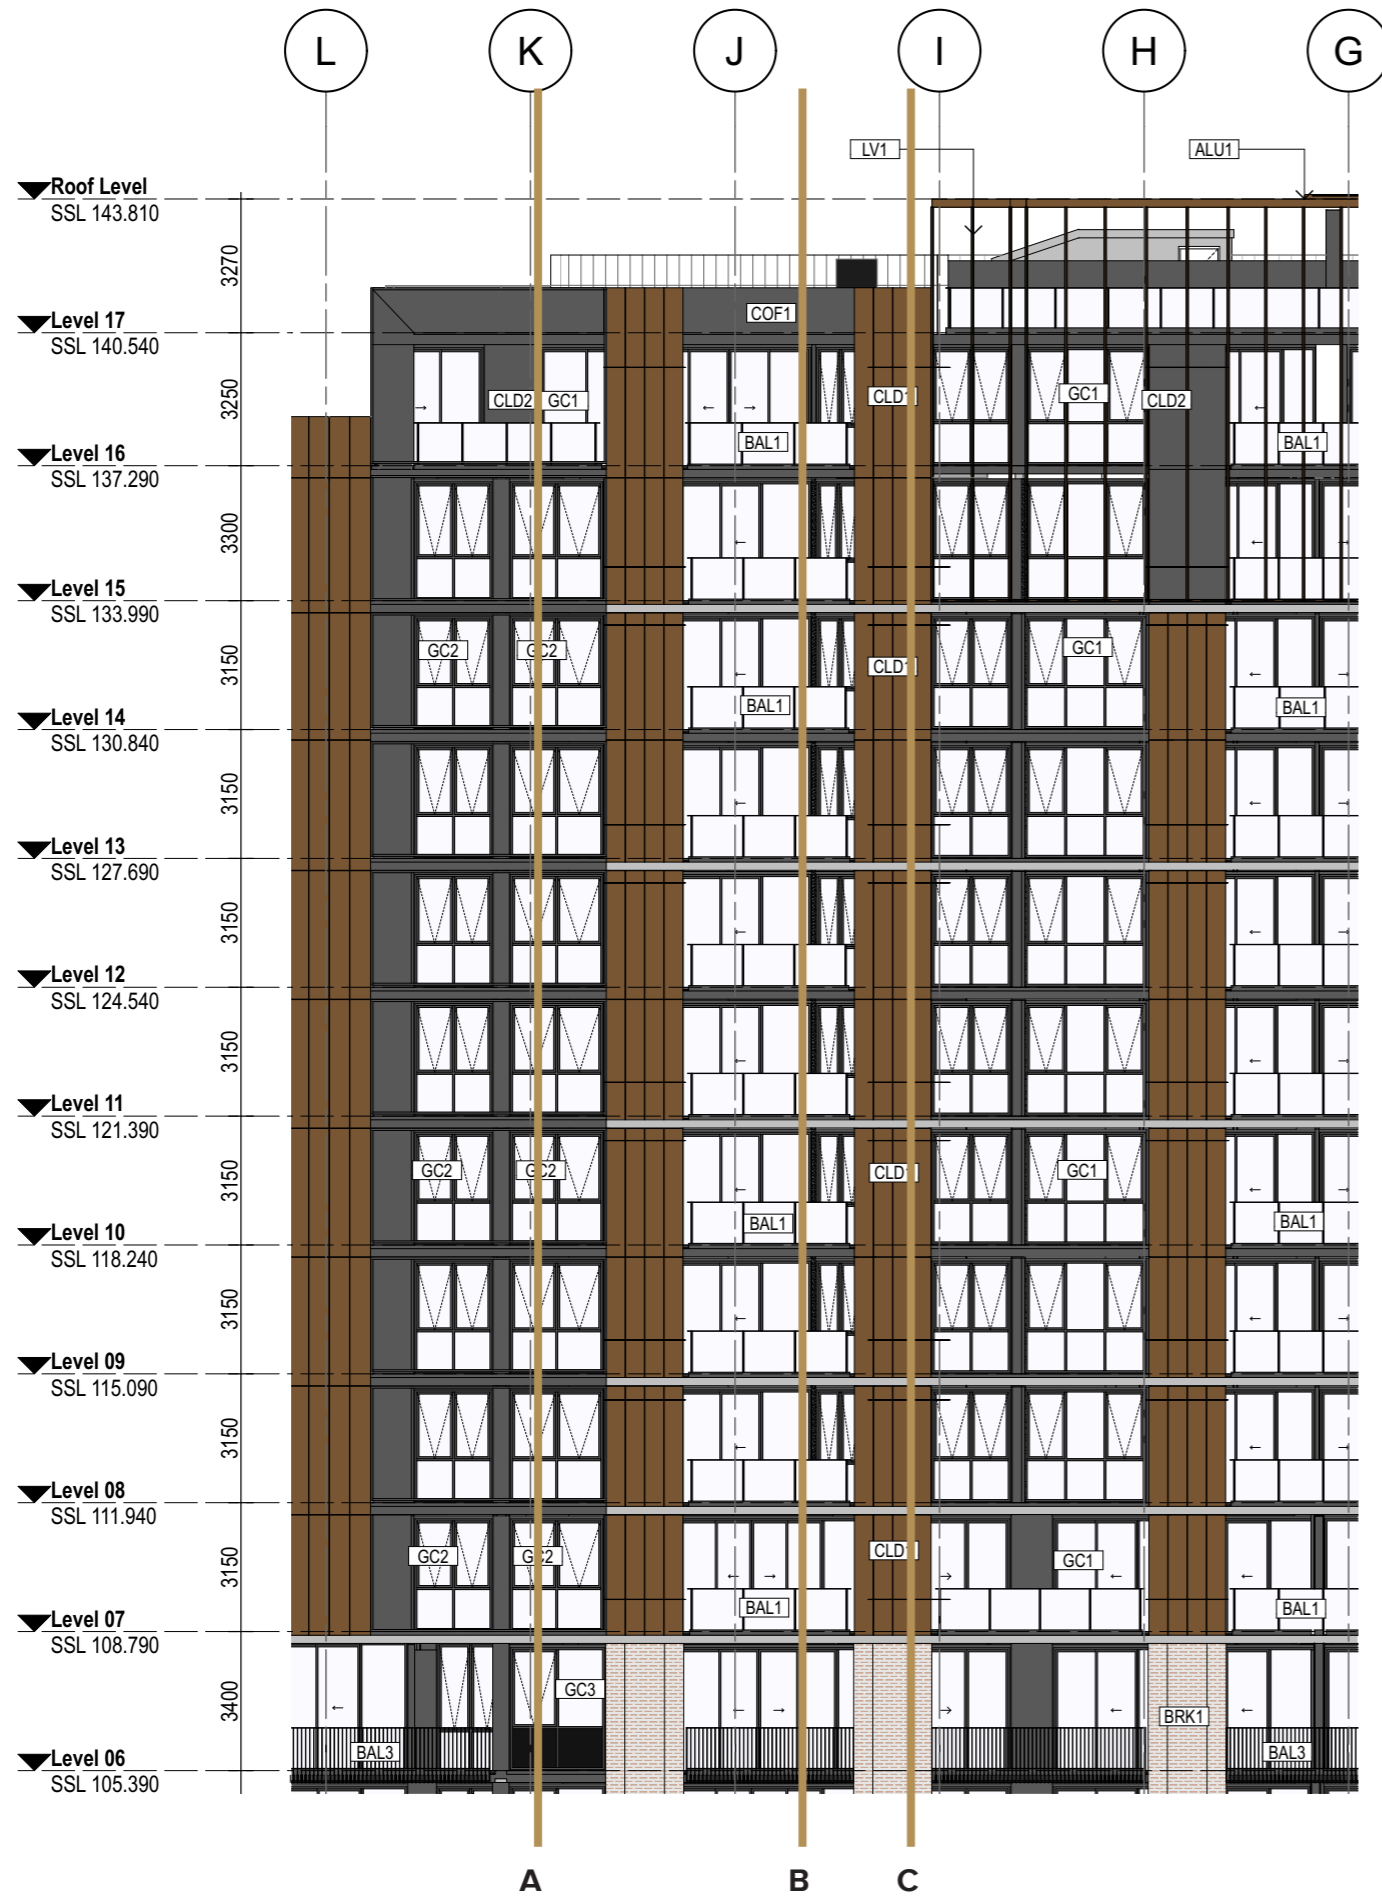 L K J I H G
LV1 ALU1
Roof Level
SSL 143.810
3270
COF1
Level 17
SSL 140.540
3250
CLD2 GC1 CLD1 GC1 CLD2
BAL1 BAL1
Level 16
SSL 137.290
3300
Level 15
SSL 133.990
3150
GC2 GC2 CLD1 GC1
BAL1 BAL1
Level 14
SSL 130.840
3150
Level 13
SSL 127.690
3150
Level 12
SSL 124.540
3150
Level 11
SSL 121.390
3150
GC2 GC2 CLD1 GC1
BAL1 BAL1
Level 10
SSL 118.240
3150
Level 09
SSL 115.090
3150
Level 08
SSL 111.940
3150
GC2 GC2 CLD1 GC1
BAL1 BAL1
Level 07
SSL 108.790
3400
GC3
BRK1
BAL3 BAL3
Level 06
SSL 105.390
A B C